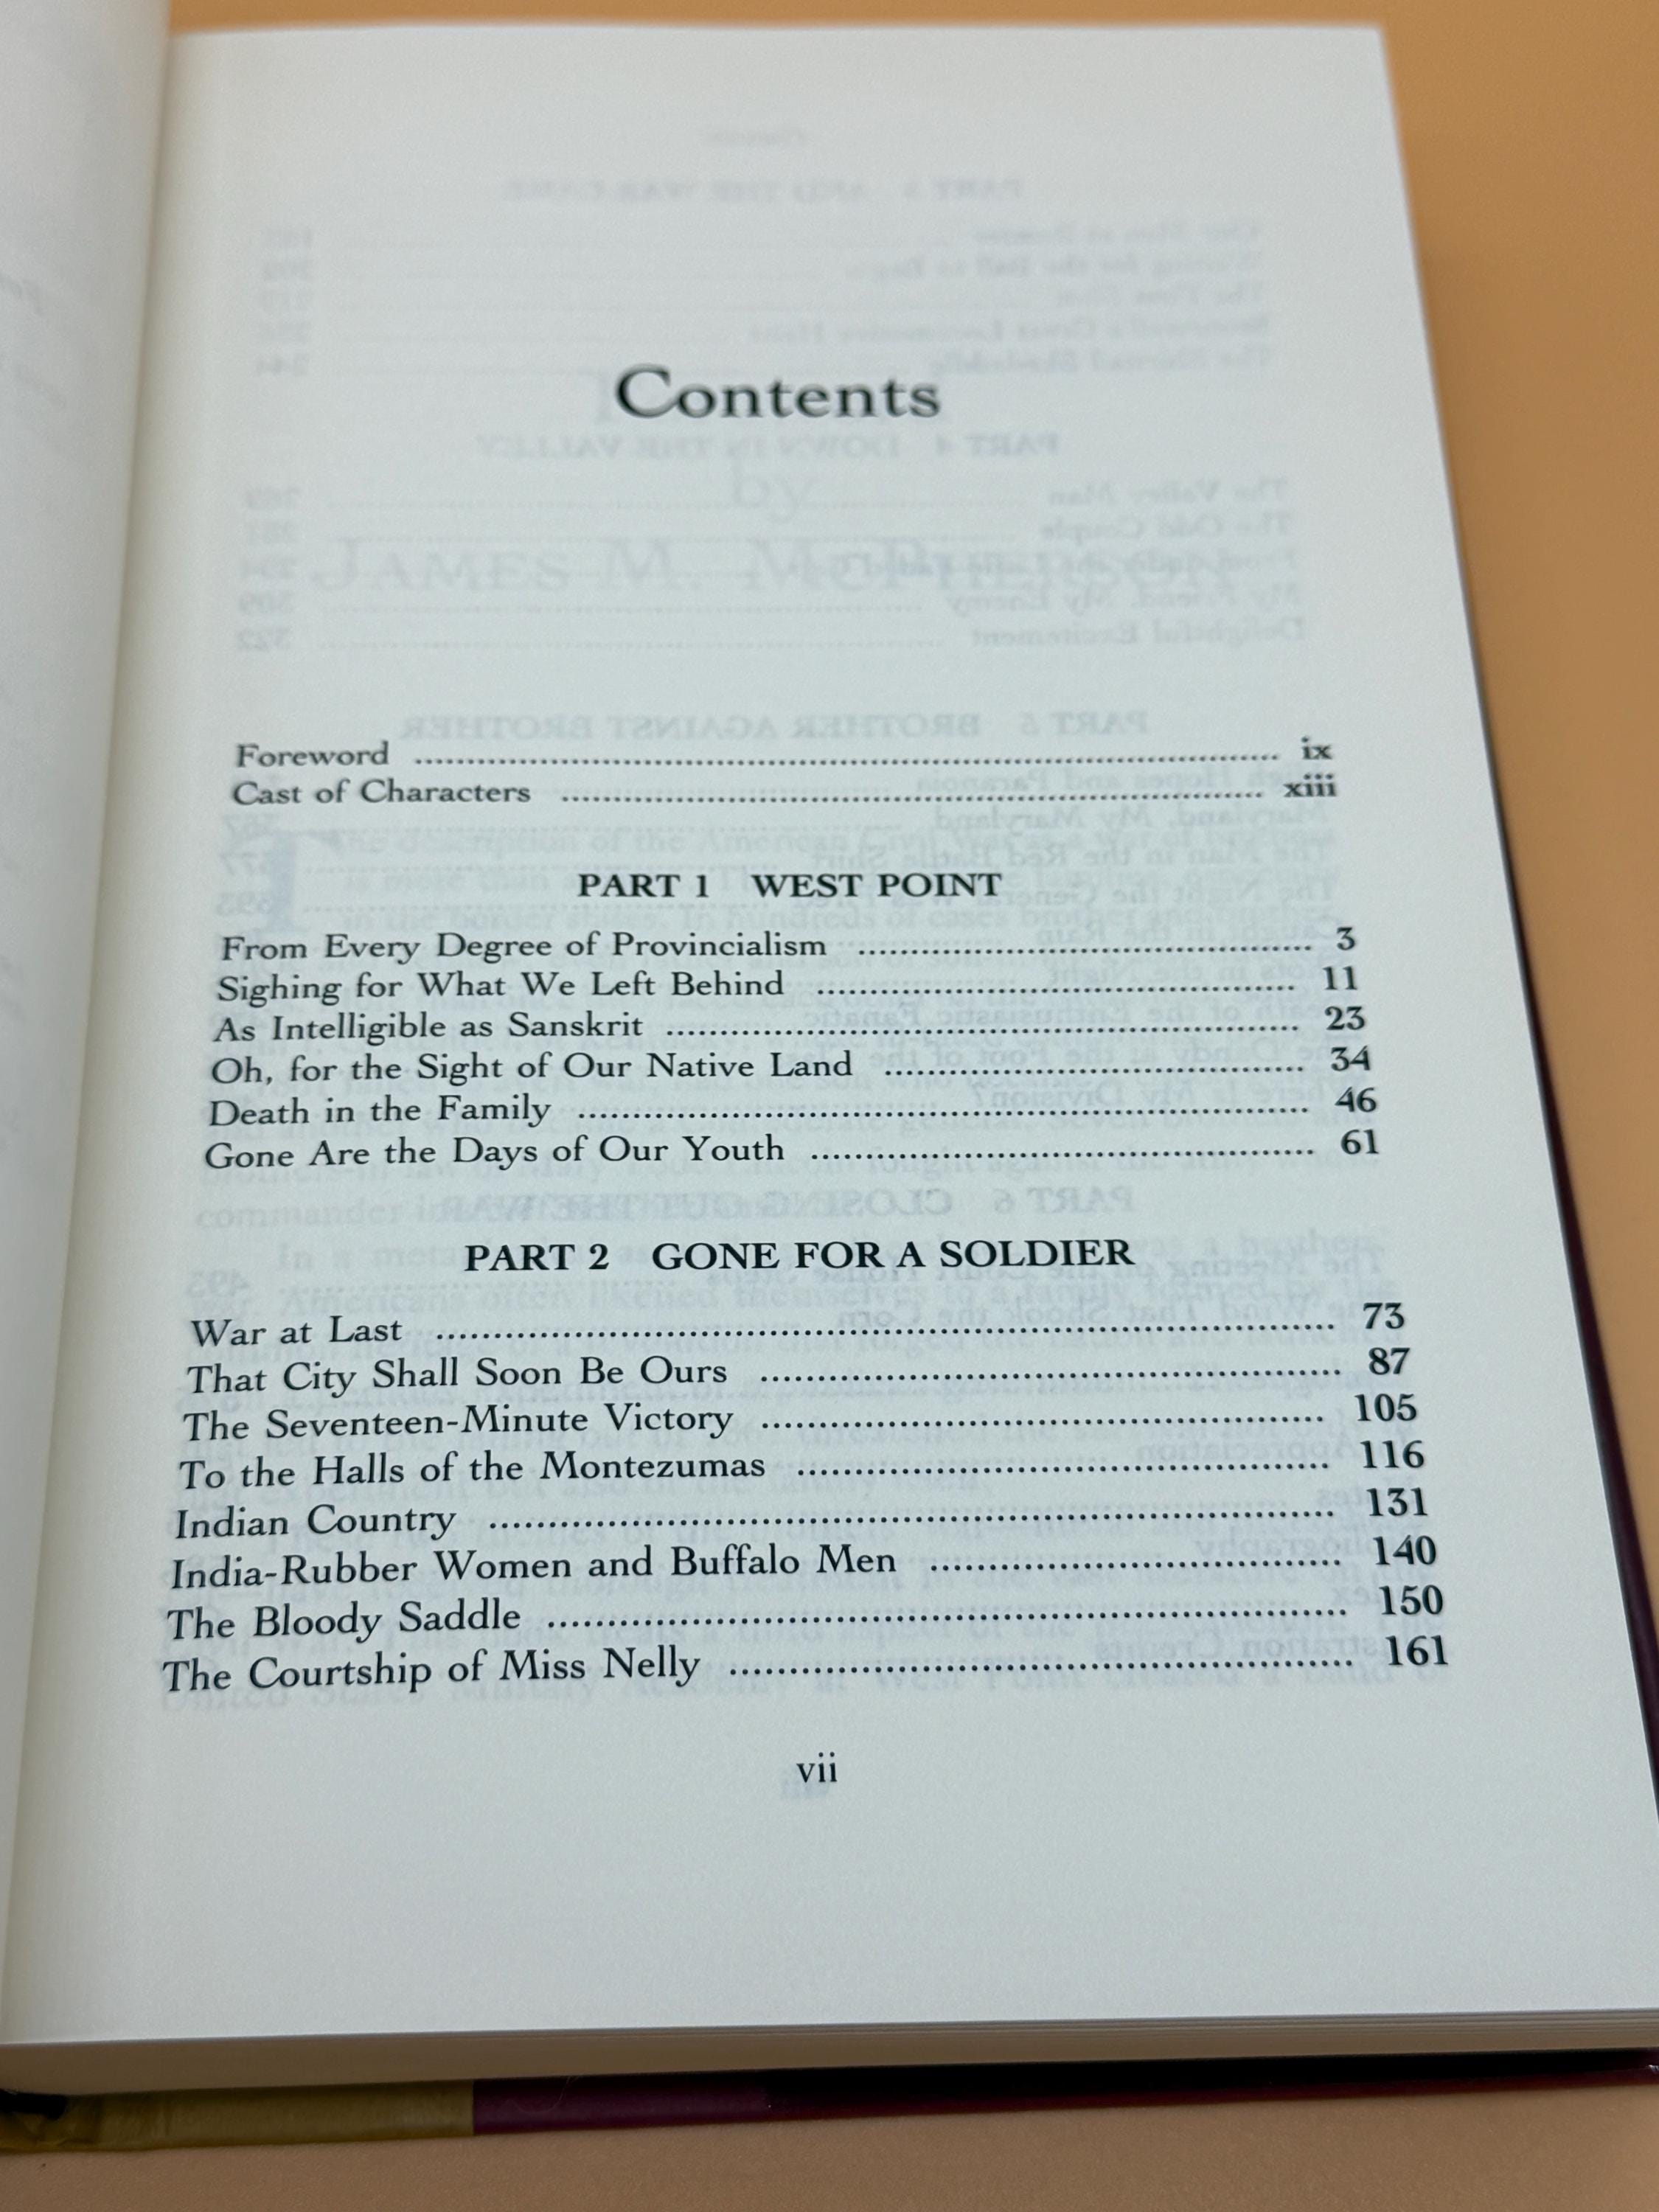 Contents
Foreword ... ix
Cast of Characters ... xiii
PART 1 WEST POINT
From Every Degree of Provincialism ... 3
Sighing for What We Left Behind ... 11
As Intelligible as Sanskrit ... 23
Oh, for the Sight of Our Native Land ... 34
Death in the Family ... 46
Gone Are the Days of Our Youth ... 61
PART 2 GONE FOR A SOLDIER
War at Last ... 73
That City Shall Soon Be Ours ... 87
The Seventeen-Minute Victory ... 105
To the Halls of the Montezumas ... 116
Indian Country ... 131
India-Rubber Women and Buffalo Men ... 140
The Bloody Saddle ... 150
The Courtship of Miss Nelly ... 161
vii